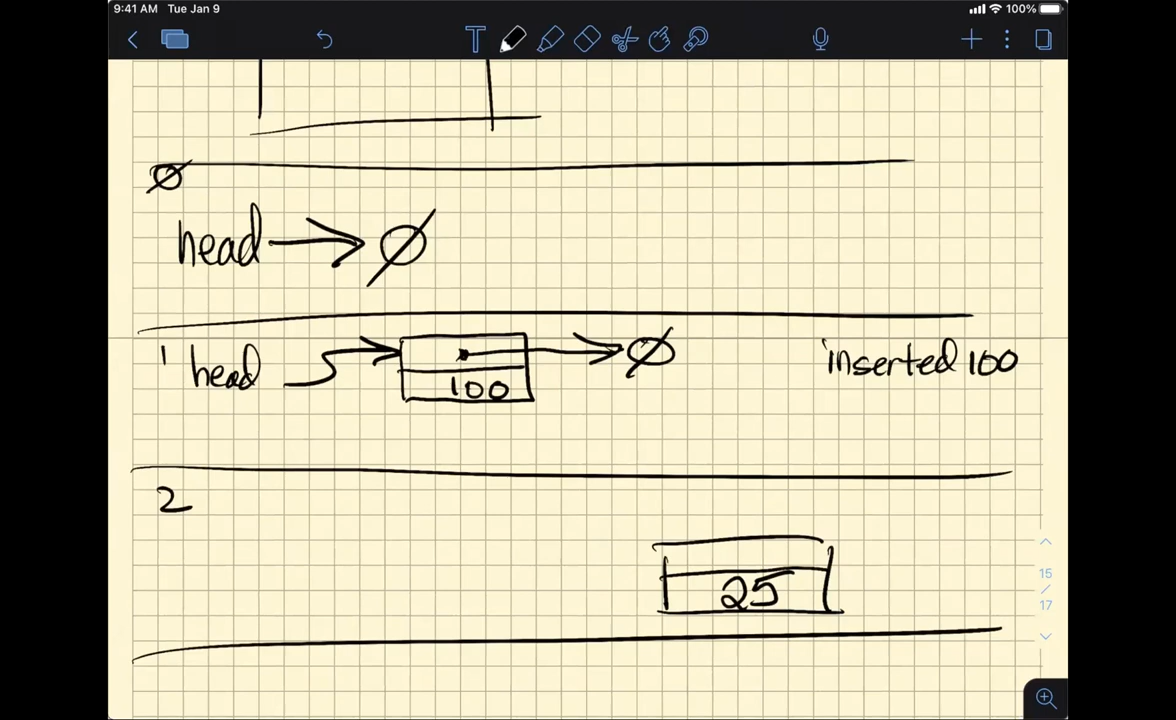 9:41 AM Tue Jan 9
100%
T
Ø
head → Ø
1 head → Ø inserted 100
100
2
25
15
/
17